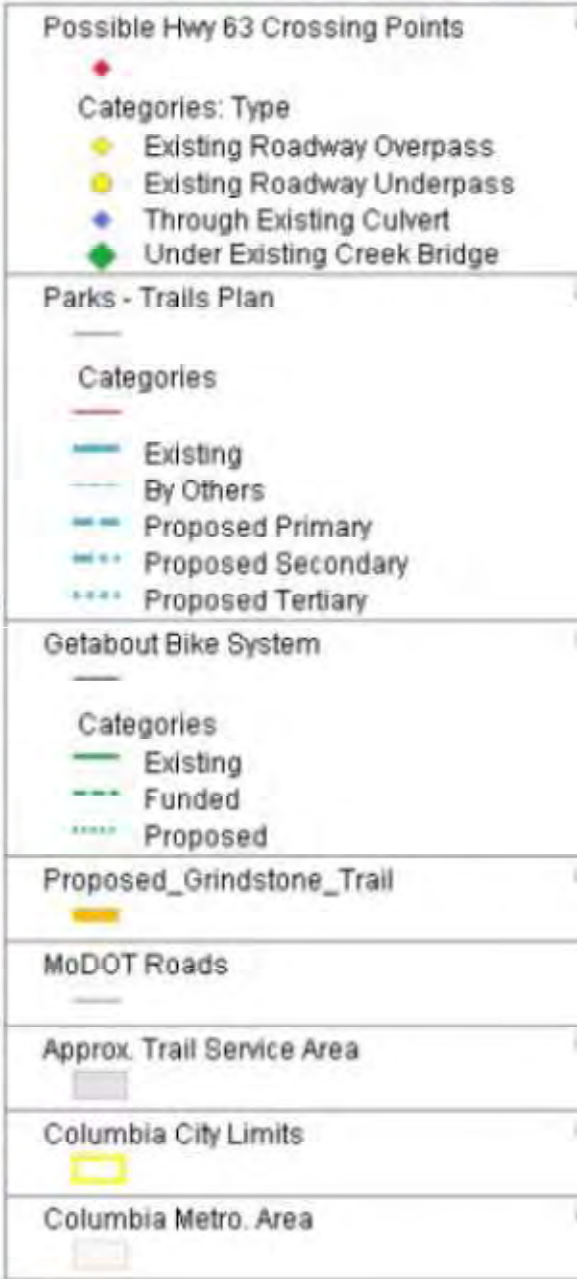 Possible Hwy 63 Crossing Points
Categories: Type
Existing Roadway Overpass
Existing Roadway Underpass
Through Existing Culvert
Under Existing Creek Bridge
Parks - Trails Plan
Categories
Existing
By Others
Proposed Primary
Proposed Secondary
Proposed Tertiary
Getabout Bike System
Categories
Existing
Funded
Proposed
Proposed_Grindstone_Trail
MoDOT Roads
Approx. Trail Service Area
Columbia City Limits
Columbia Metro. Area